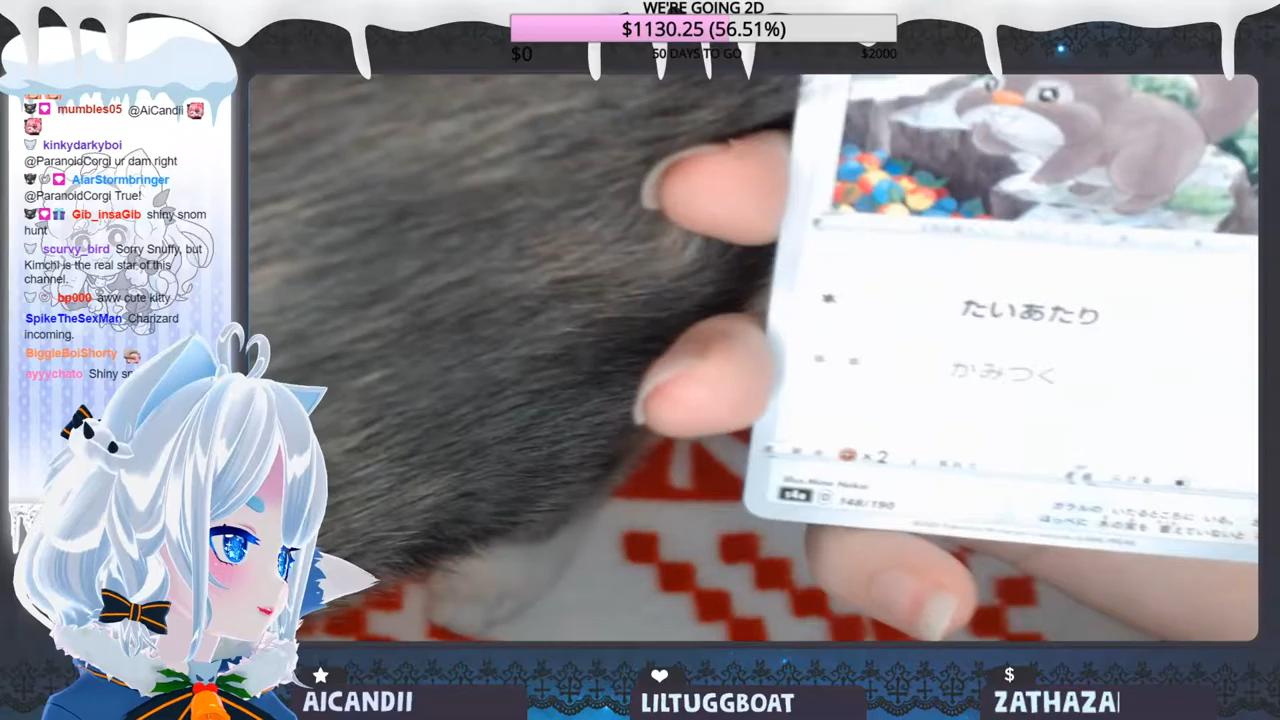 WE'RE GOING 2D
$1130.25 (56.51%)
$0
50 DAYS TO GO
$2000
mumbles05 @AiCandii
kinkydarkyboi
@ParanoidCorgi ur dam right
AlarStormbringer
@ParanoidCorgi True!
Gib_insaGib shiny snom
hunt
scurvy_bird Sorry Snuffy, but
Kimchi is the real star of this
channel.
bp000 aww cute kitty
SpikeTheSexMan Charizard
incoming.
BiggleBoiShorty
ayyychato Shiny
たいあたり
かみつく
×2
s4a D 148/190
AICANDII
LILTUGGBOAT
$
ZATHAZA